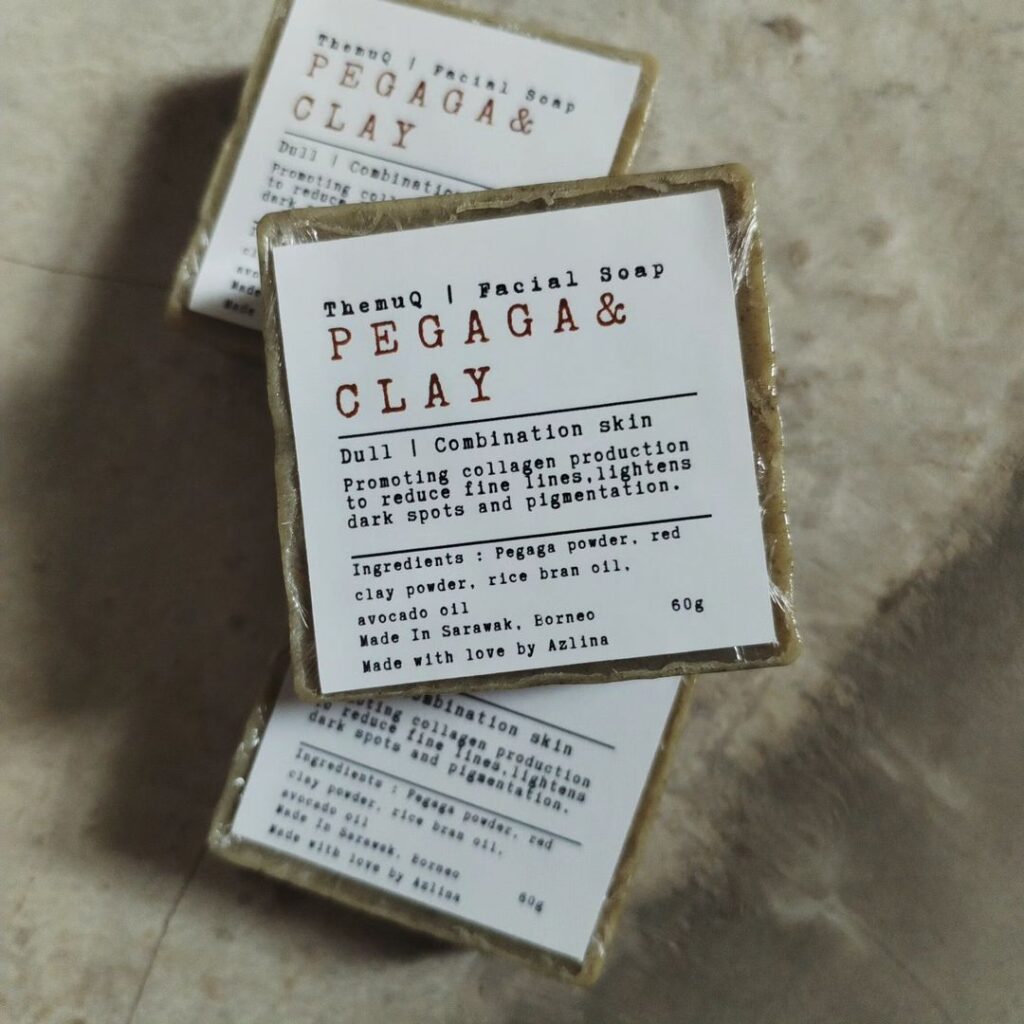 ThemuQ | Facial Soap
PEGAGA&
CLAY
Dull | Combination
Promoting
to reduce
dark
ThemuQ | Facial Soap
PEGAGA&
CLAY
Dull | Combination skin
Promoting collagen production
to reduce fine lines,lightens
dark spots and pigmentation.
Ingredients : Pegaga powder, red
clay powder, rice bran oil,
avocado oil
Made In Sarawak, Borneo
60g
Made with love by Azlina
skin
collagen production
reduce fine lines,lightens
dark spots and pigmentation.
Ingredients : Pegaga powder, red
clay powder, rice bran oil,
avocado oil
Made In Sarawak, Borneo
Made with love by Azlina
60g